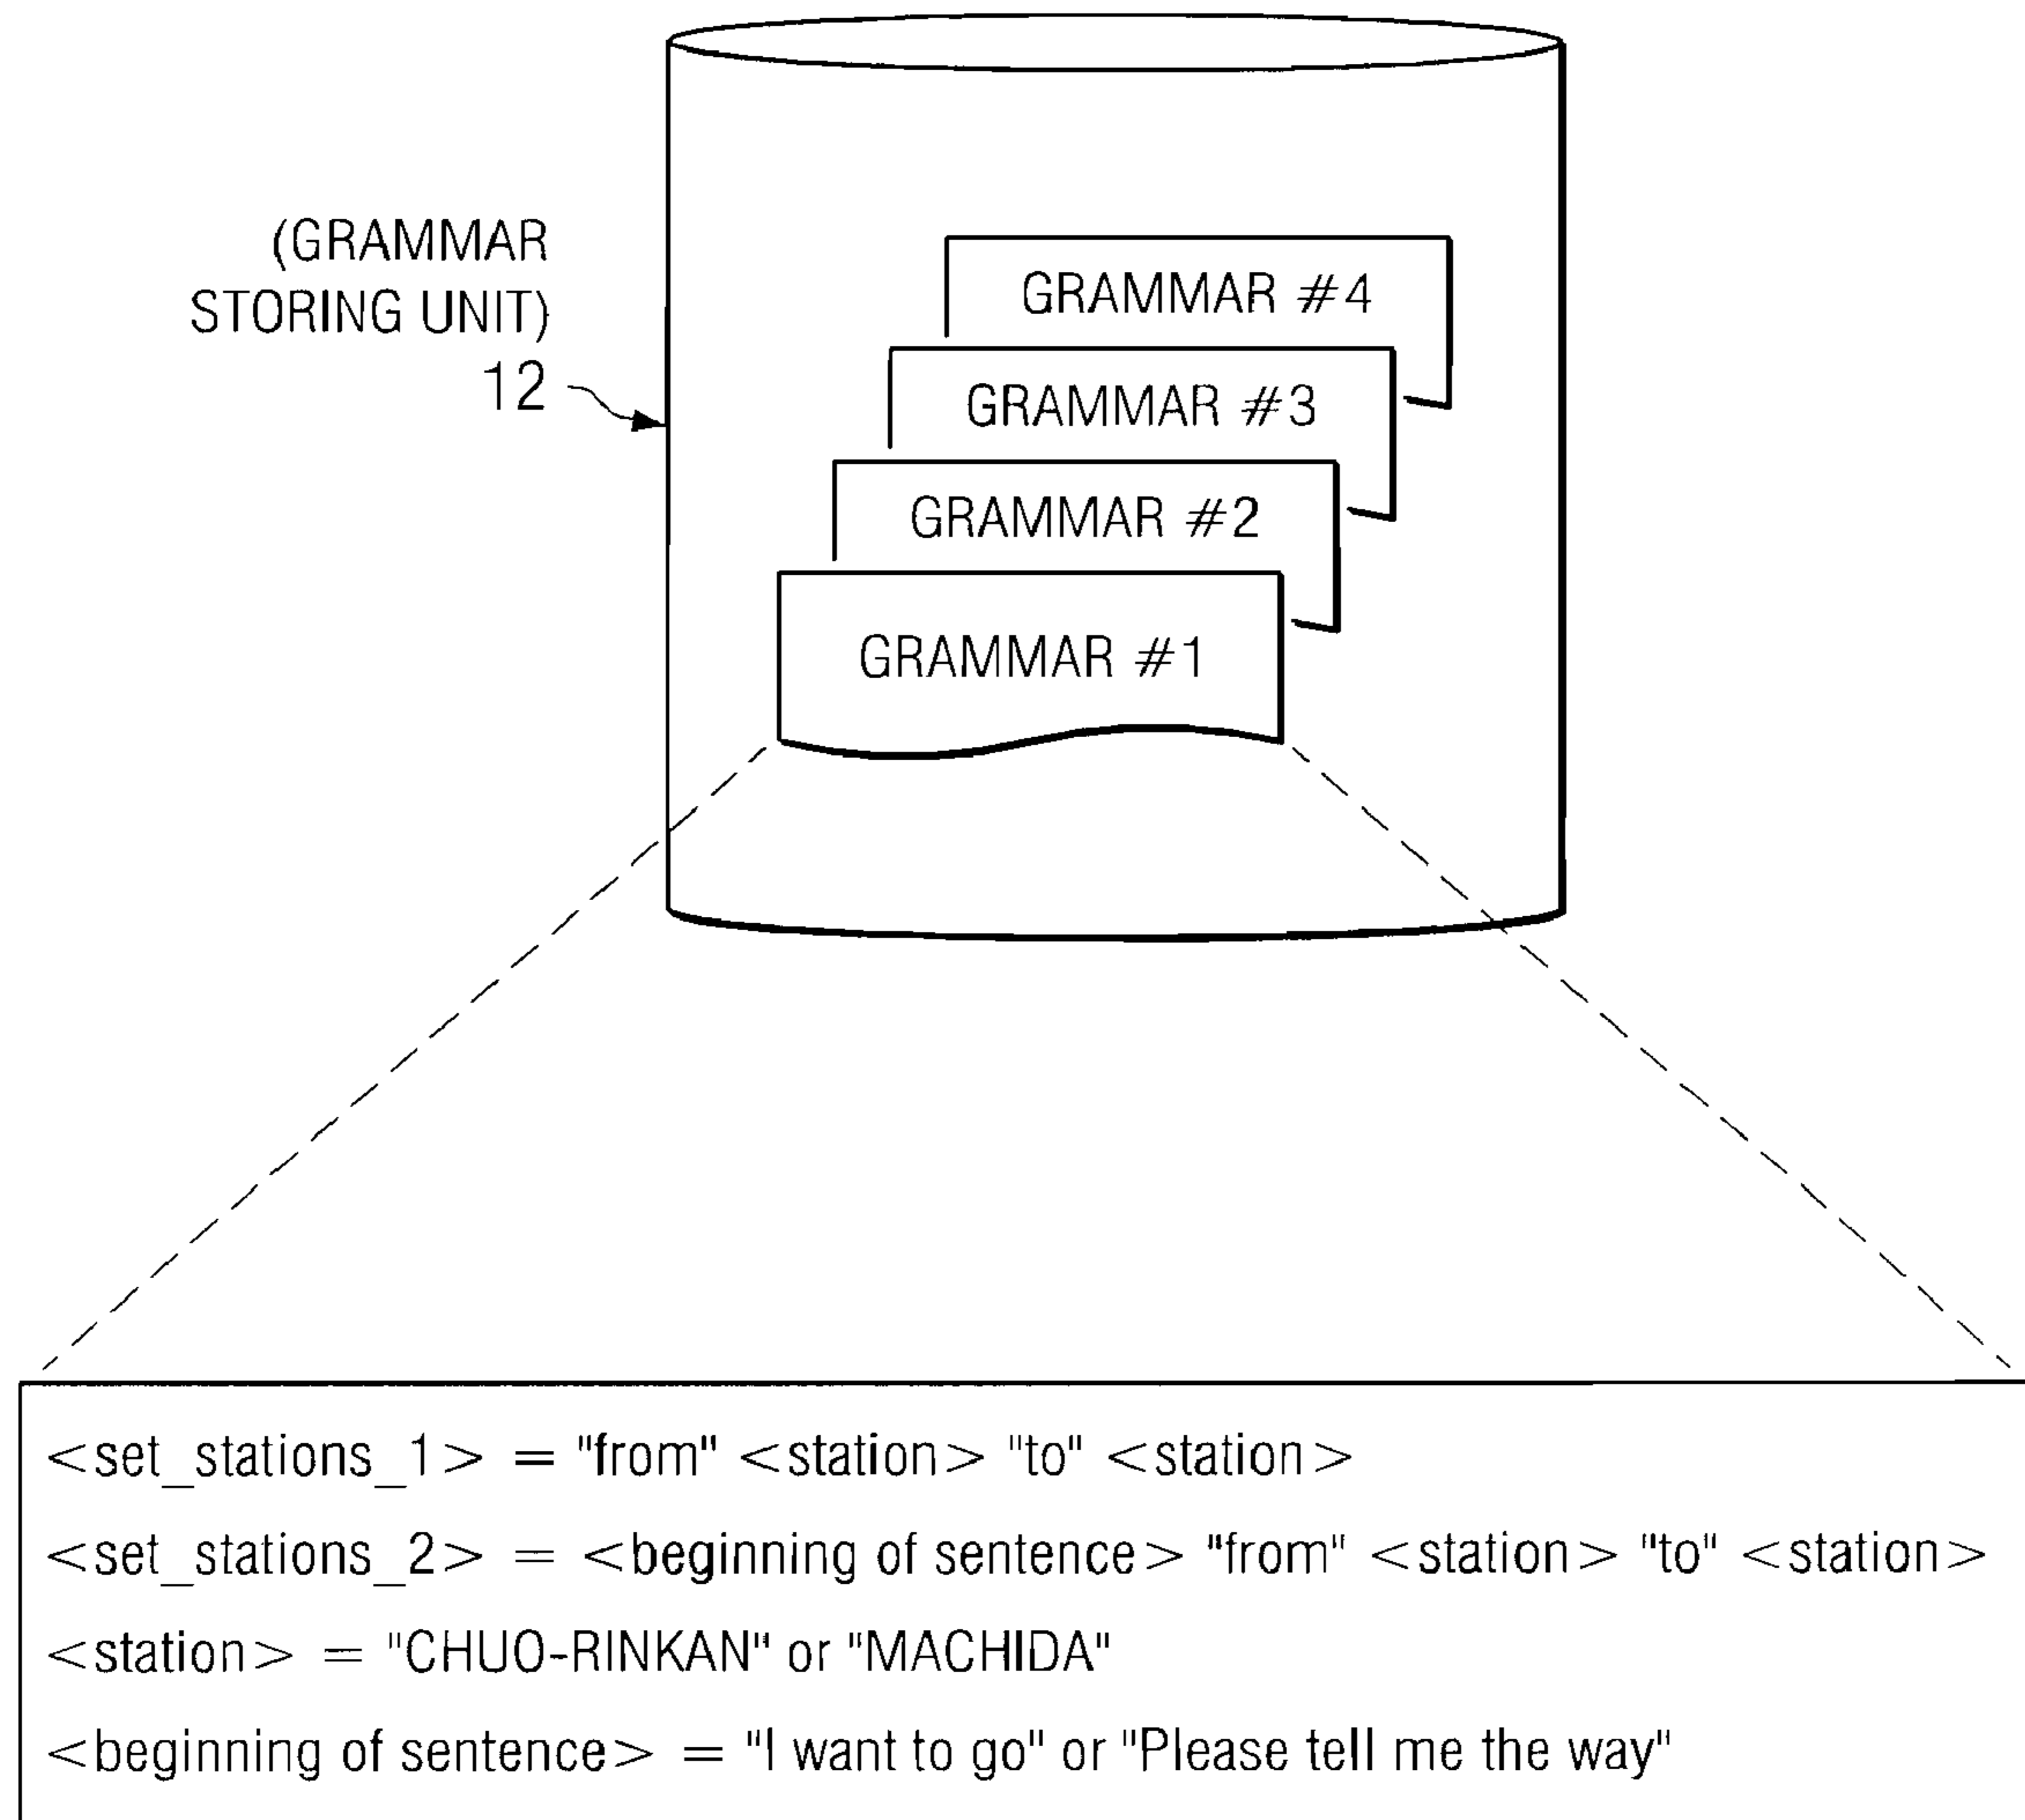 (GRAMMAR
STORING UNIT)
12
GRAMMAR #4
GRAMMAR #3
GRAMMAR #2
GRAMMAR #1
<set_stations_1> = "from" <station> "to" <station>
<set_stations_2> = <beginning of sentence> "from" <station> "to" <station>
<station> = "CHUO-RINKAN" or "MACHIDA"
<beginning of sentence> = "I want to go" or "Please tell me the way"